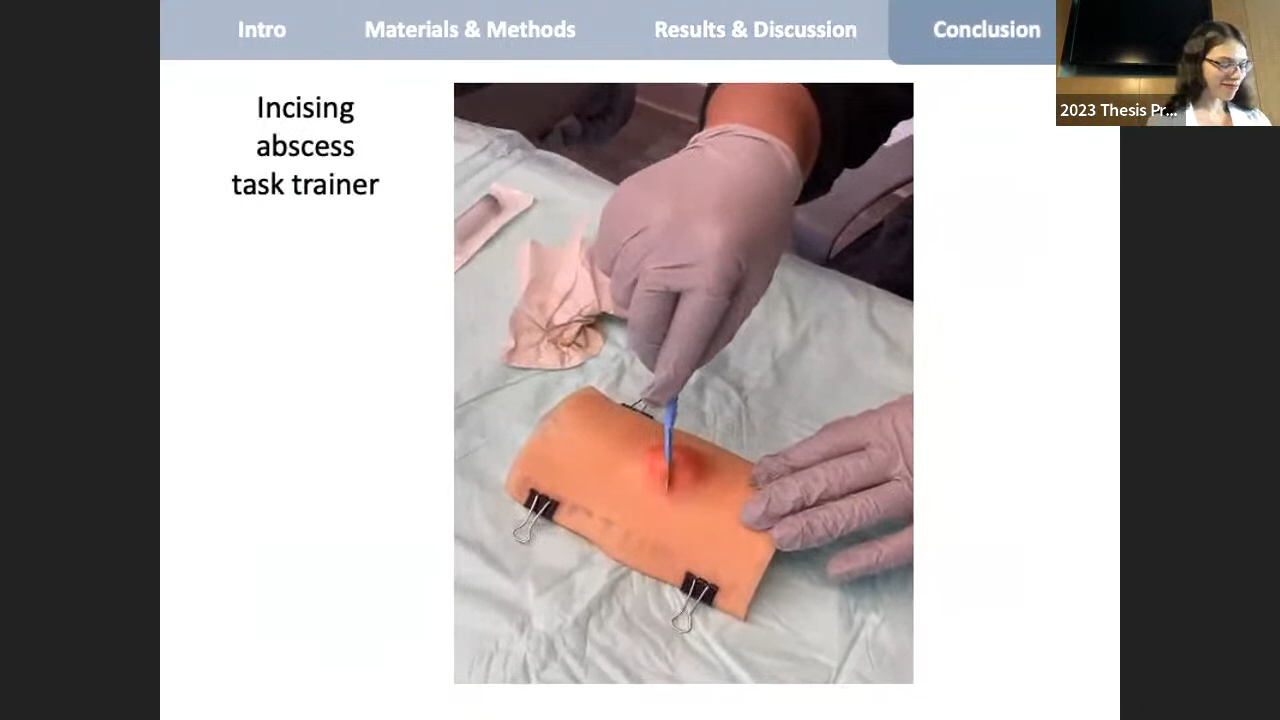 Intro
Materials & Methods
Results & Discussion
Conclusion
2023 Thesis Pr...
Incising
abscess
task trainer